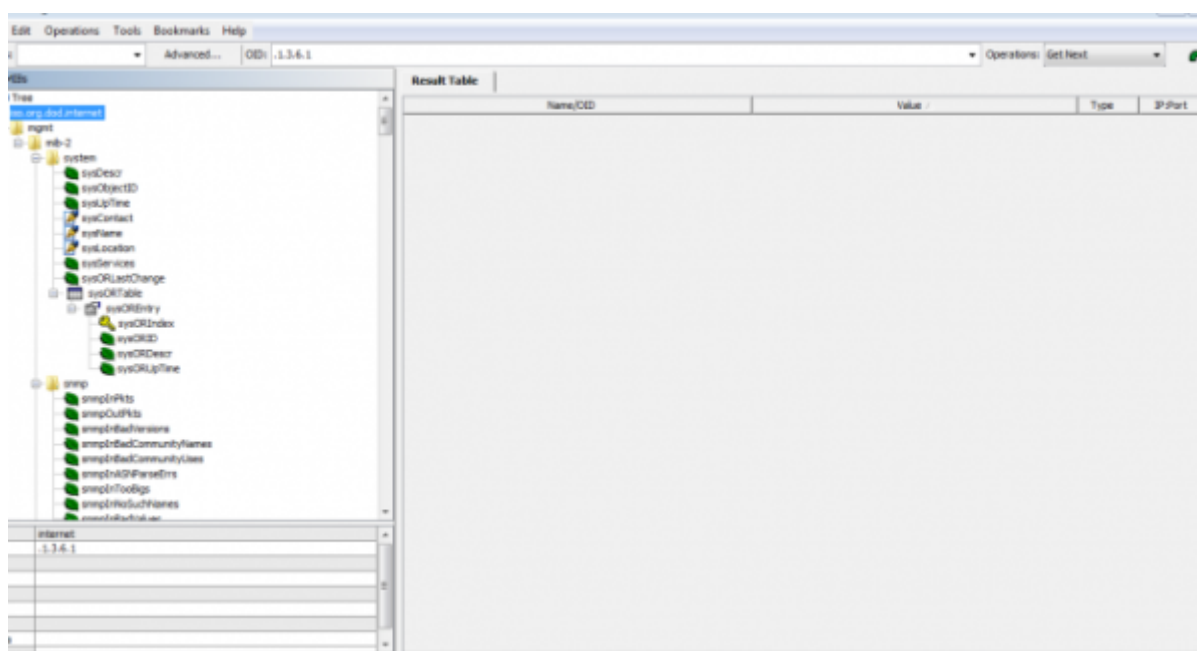 Edit Operations Tools Bookmarks Help
Advanced... OID: .1.3.6.1 Operations: Get Next
Result Table
Tree
Name/OID Value / Type IP:Port
iso.org.dod.internet
mgmt
mib-2
system
sysDescr
sysObjectID
sysUpTime
sysContact
sysName
sysLocation
sysServices
sysORLastChange
sysORTable
sysOREntry
sysORIndex
sysORID
sysORDescr
sysORUpTime
snmp
snmpInPkts
snmpOutPkts
snmpInBadVersions
snmpInBadCommunityNames
snmpInBadCommunityUses
snmpInASNParseErrs
snmpInTooBigs
snmpInNoSuchNames
snmpInBadValues
internet
.1.3.6.1